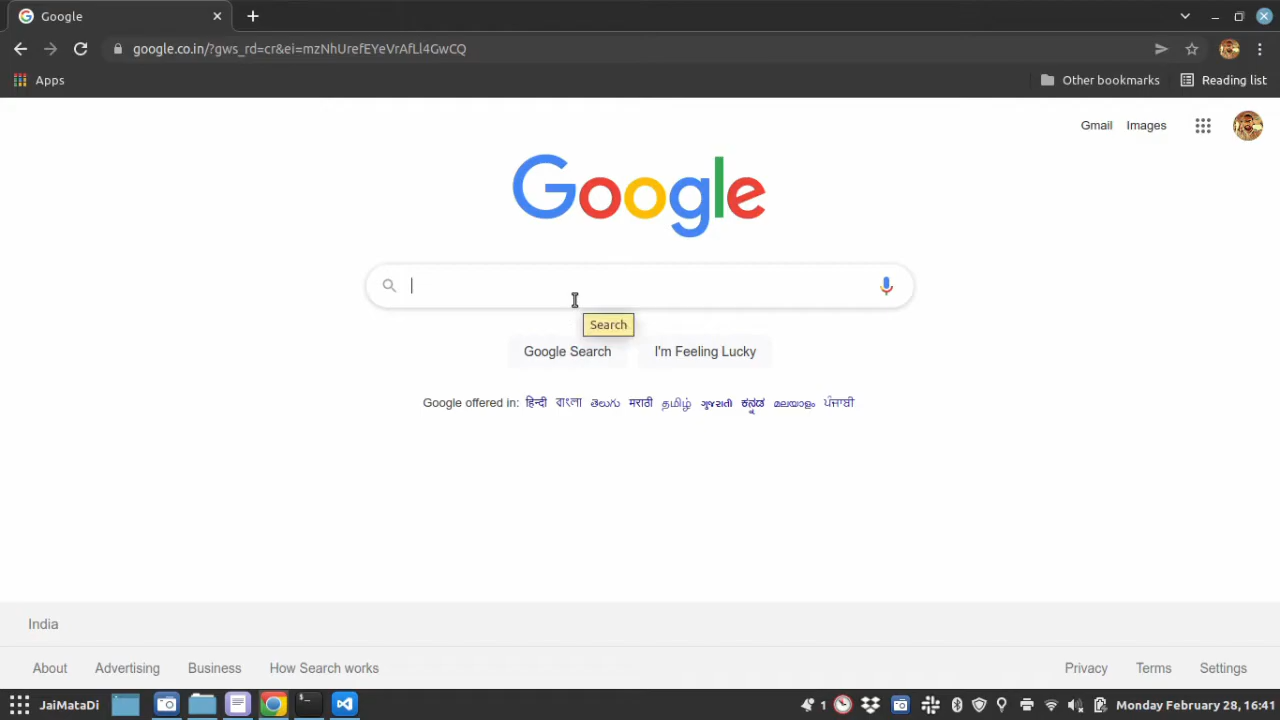 Google
google.co.in/?gws_rd=cr&ei=mzNhUrefEYeVrAfLl4GwCQ
Apps
Other bookmarks
Reading list
Gmail Images
Google
Search
Google Search
I'm Feeling Lucky
Google offered in: हिन्दी বাংলা తెలుగు मराठी தமிழ் ગુજરાતી ಕನ್ನಡ മലയാളം ਪੰਜਾਬੀ
India
About Advertising Business How Search works
Privacy Terms Settings
JaiMataDi
1
Monday February 28, 16:41